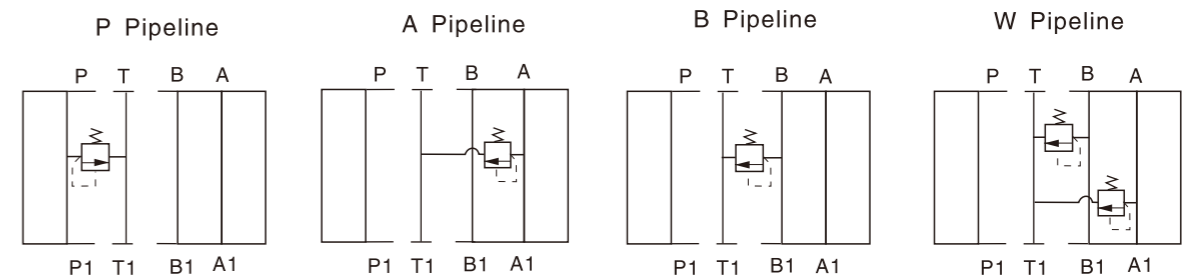 P Pipeline
P T B A
P1 T1 B1 A1
A Pipeline
P T B A
P1 T1 B1 A1
B Pipeline
P T B A
P1 T1 B1 A1
W Pipeline
P T B A
P1 T1 B1 A1